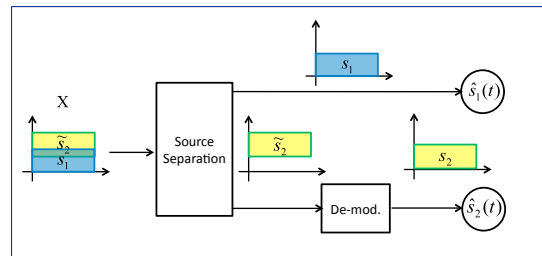 X
s̃₂
s₁
Source
Separation
s₁
ŝ₁(t)
s̃₂
s₂
De-mod.
ŝ₂(t)